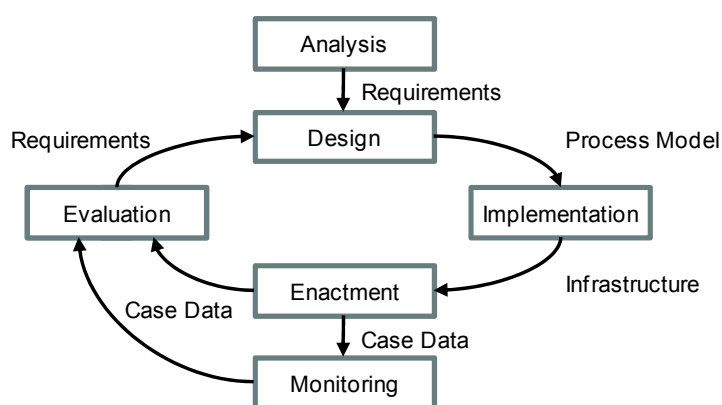 Analysis
Requirements
Requirements
Design
Process Model
Evaluation
Implementation
Enactment
Infrastructure
Case Data
Case Data
Monitoring